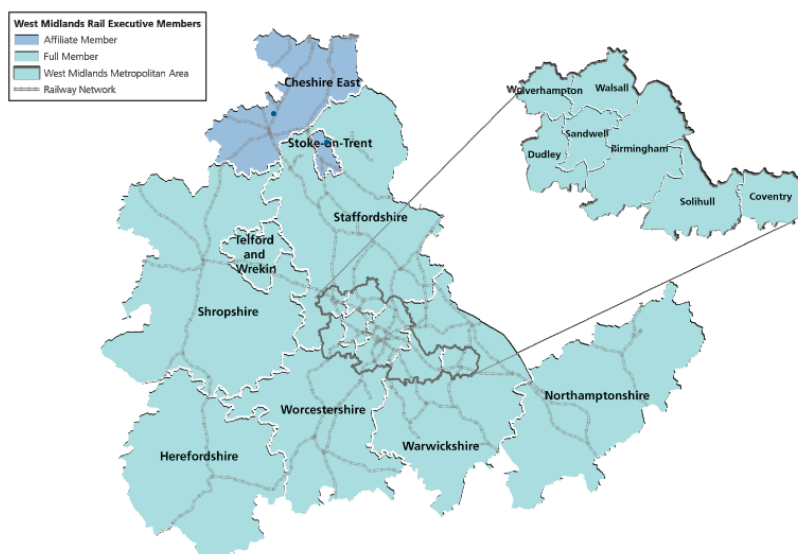 West Midlands Rail Executive Members
Affiliate Member
Full Member
West Midlands Metropolitan Area
Railway Network
Cheshire East
Stoke-on-Trent
Staffordshire
Telford
and
Wrekin
Shropshire
Herefordshire
Worcestershire
Warwickshire
Northamptonshire
Wolverhampton
Walsall
Sandwell
Dudley
Birmingham
Solihull
Coventry